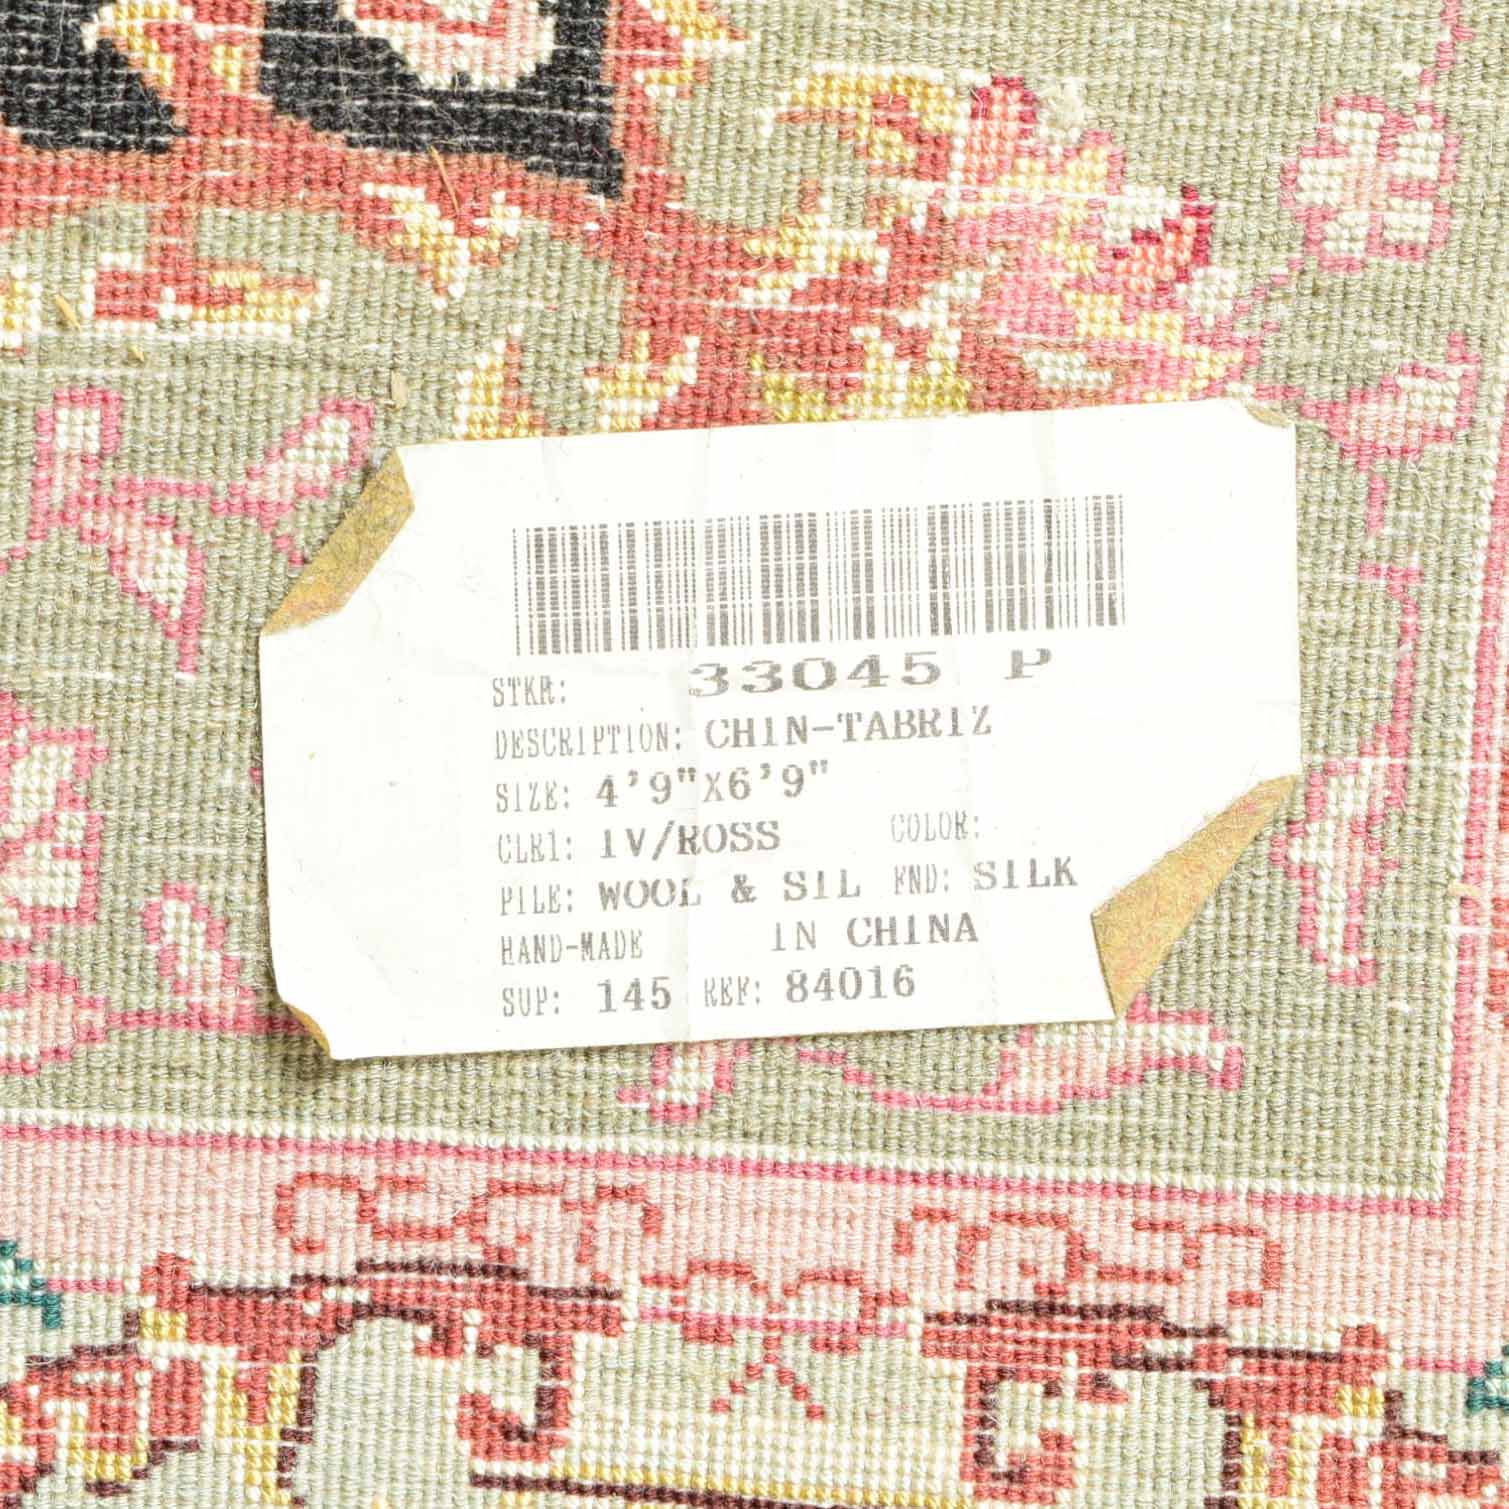 STKR: 33045 P
DESCRIPTION: CHIN-TABRIZ
SIZE: 4'9"X6'9"
CLR1: IV/ROSS COLOR:
PILE: WOOL & SIL FND: SILK
HAND-MADE IN CHINA
SUP: 145 REF: 84016